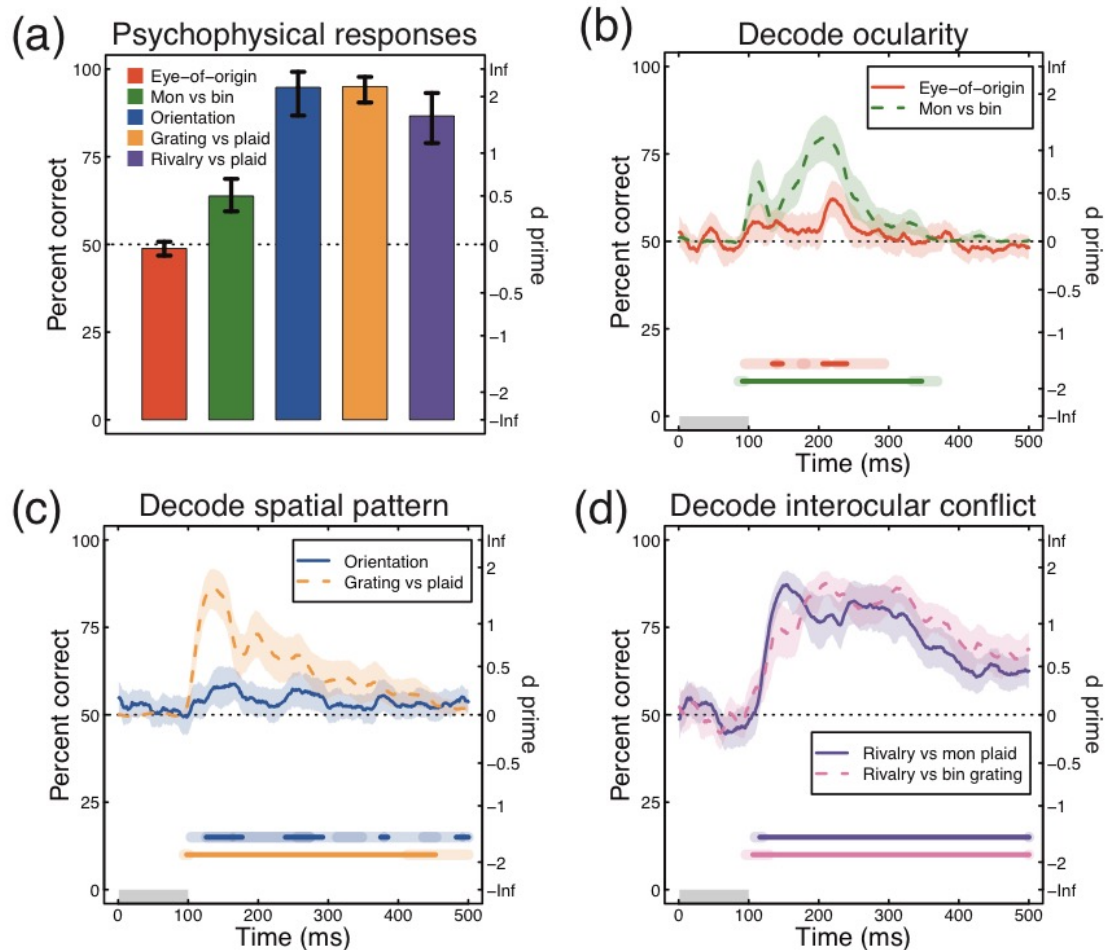 (a)
Psychophysical responses
100
75
50
25
0
Percent correct
Eye−of−origin
Mon vs bin
Orientation
Grating vs plaid
Rivalry vs plaid
Inf
2
1
0.5
0
−0.5
−1
−2
−Inf
d prime
(b)
Decode ocularity
100
75
50
25
0
Percent correct
Eye−of−origin
Mon vs bin
Inf
2
1
0.5
0
−0.5
−1
−2
−Inf
d prime
0 100 200 300 400 500
Time (ms)
(c)
Decode spatial pattern
100
75
50
25
0
Percent correct
Orientation
Grating vs plaid
Inf
2
1
0.5
0
−0.5
−1
−2
−Inf
d prime
0 100 200 300 400 500
Time (ms)
(d)
Decode interocular conflict
100
75
50
25
0
Percent correct
Rivalry vs mon plaid
Rivalry vs bin grating
Inf
2
1
0.5
0
−0.5
−1
−2
−Inf
d prime
0 100 200 300 400 500
Time (ms)